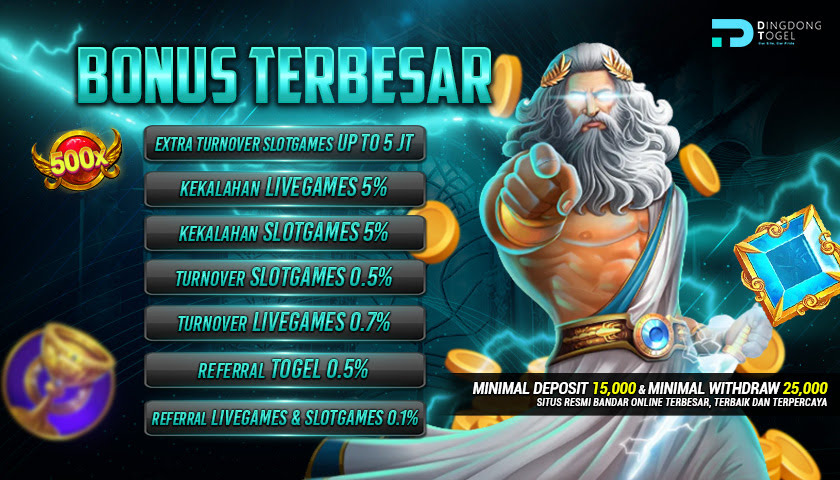 DINGDONG
TOGEL
BONUS TERBESAR
500x
EXTRA TURNOVER SLOTGAMES UP TO 5 JT
KEKALAHAN LIVEGAMES 5%
KEKALAHAN SLOTGAMES 5%
TURNOVER SLOTGAMES 0.5%
TURNOVER LIVEGAMES 0.7%
REFERRAL TOGEL 0.5%
REFERRAL LIVEGAMES & SLOTGAMES 0.1%
MINIMAL DEPOSIT 15,000 & MINIMAL WITHDRAW 25,000
SITUS RESMI BANDAR ONLINE TERBESAR, TERBAIK DAN TERPERCAYA